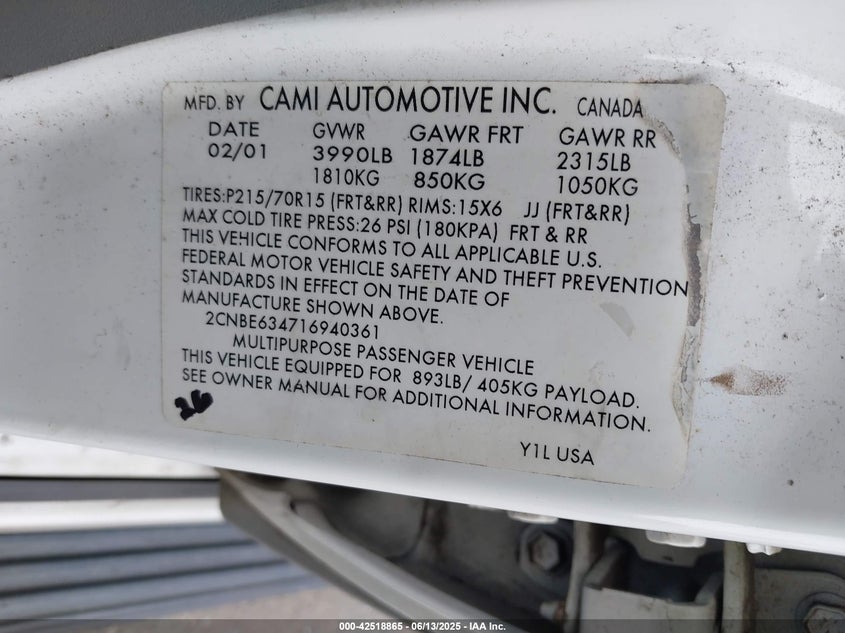 MFD. BY CAMI AUTOMOTIVE INC. CANADA
DATE GVWR GAWR FRT GAWR RR
02/01 3990LB 1874LB 2315LB
1810KG 850KG 1050KG
TIRES:P215/70R15 (FRT&RR) RIMS:15X6 JJ (FRT&RR)
MAX COLD TIRE PRESS:26 PSI (180KPA) FRT & RR
THIS VEHICLE CONFORMS TO ALL APPLICABLE U.S.
FEDERAL MOTOR VEHICLE SAFETY AND THEFT PREVENTION
STANDARDS IN EFFECT ON THE DATE OF
MANUFACTURE SHOWN ABOVE.
2CNBE634716940361
MULTIPURPOSE PASSENGER VEHICLE
THIS VEHICLE EQUIPPED FOR 893LB/ 405KG PAYLOAD.
SEE OWNER MANUAL FOR ADDITIONAL INFORMATION.
Y1L USA
000-42518865 - 06/13/2025 - IAA Inc.